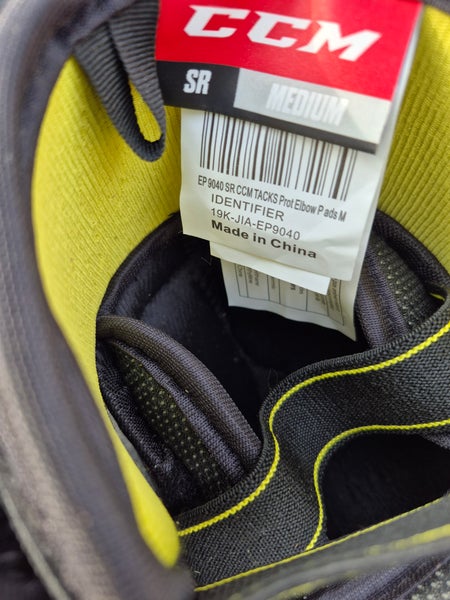 CCM
SR
MEDIUM
EP 9040 SR CCM TACKS Prot Elbow Pads M
IDENTIFIER
19K-JIA-EP9040
Made in China